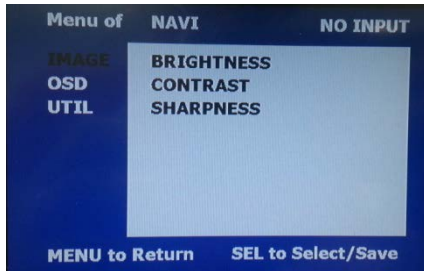 Menu of NAVI NO INPUT
IMAGE BRIGHTNESS
OSD CONTRAST
UTIL SHARPNESS
MENU to Return SEL to Select/Save